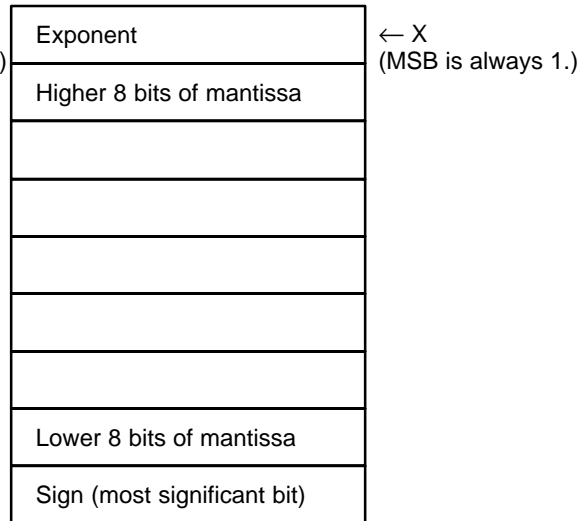 Exponent
← X
) (MSB is always 1.)
Higher 8 bits of mantissa
Lower 8 bits of mantissa
Sign (most significant bit)